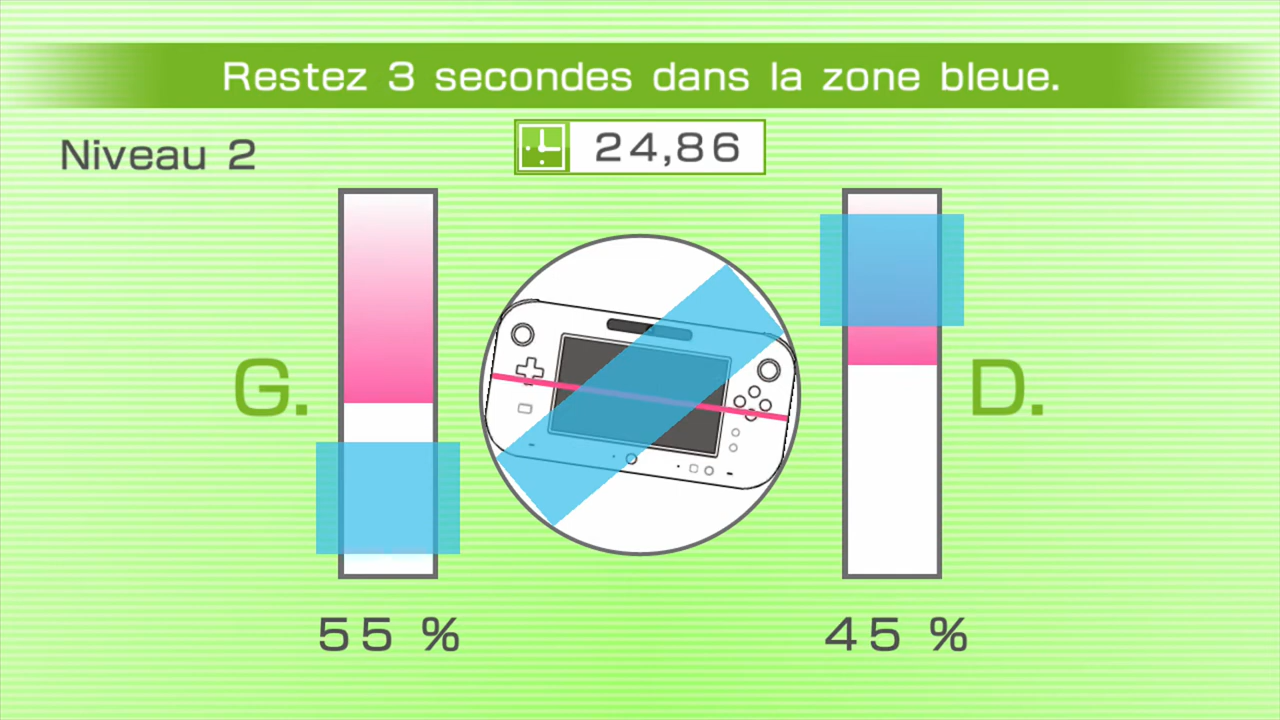 Restez 3 secondes dans la zone bleue.
Niveau 2
24,86
G.
D.
55 %
45 %